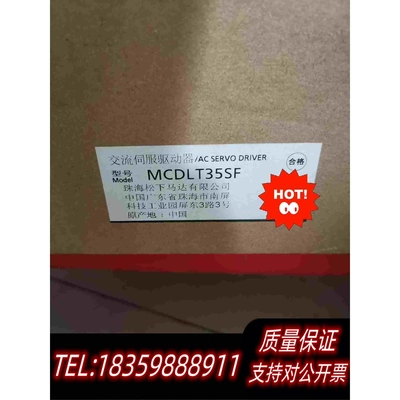 交流伺服驱动器/AC SERVO DRIVER
合格
型号
Model MCDLT35SF
珠海松下马达有限公司
中国广东省珠海市南屏
科技工业园屏东3路3号
原产地:中国
HOT!
TEL:18359888911
质量保证
支持对公开票